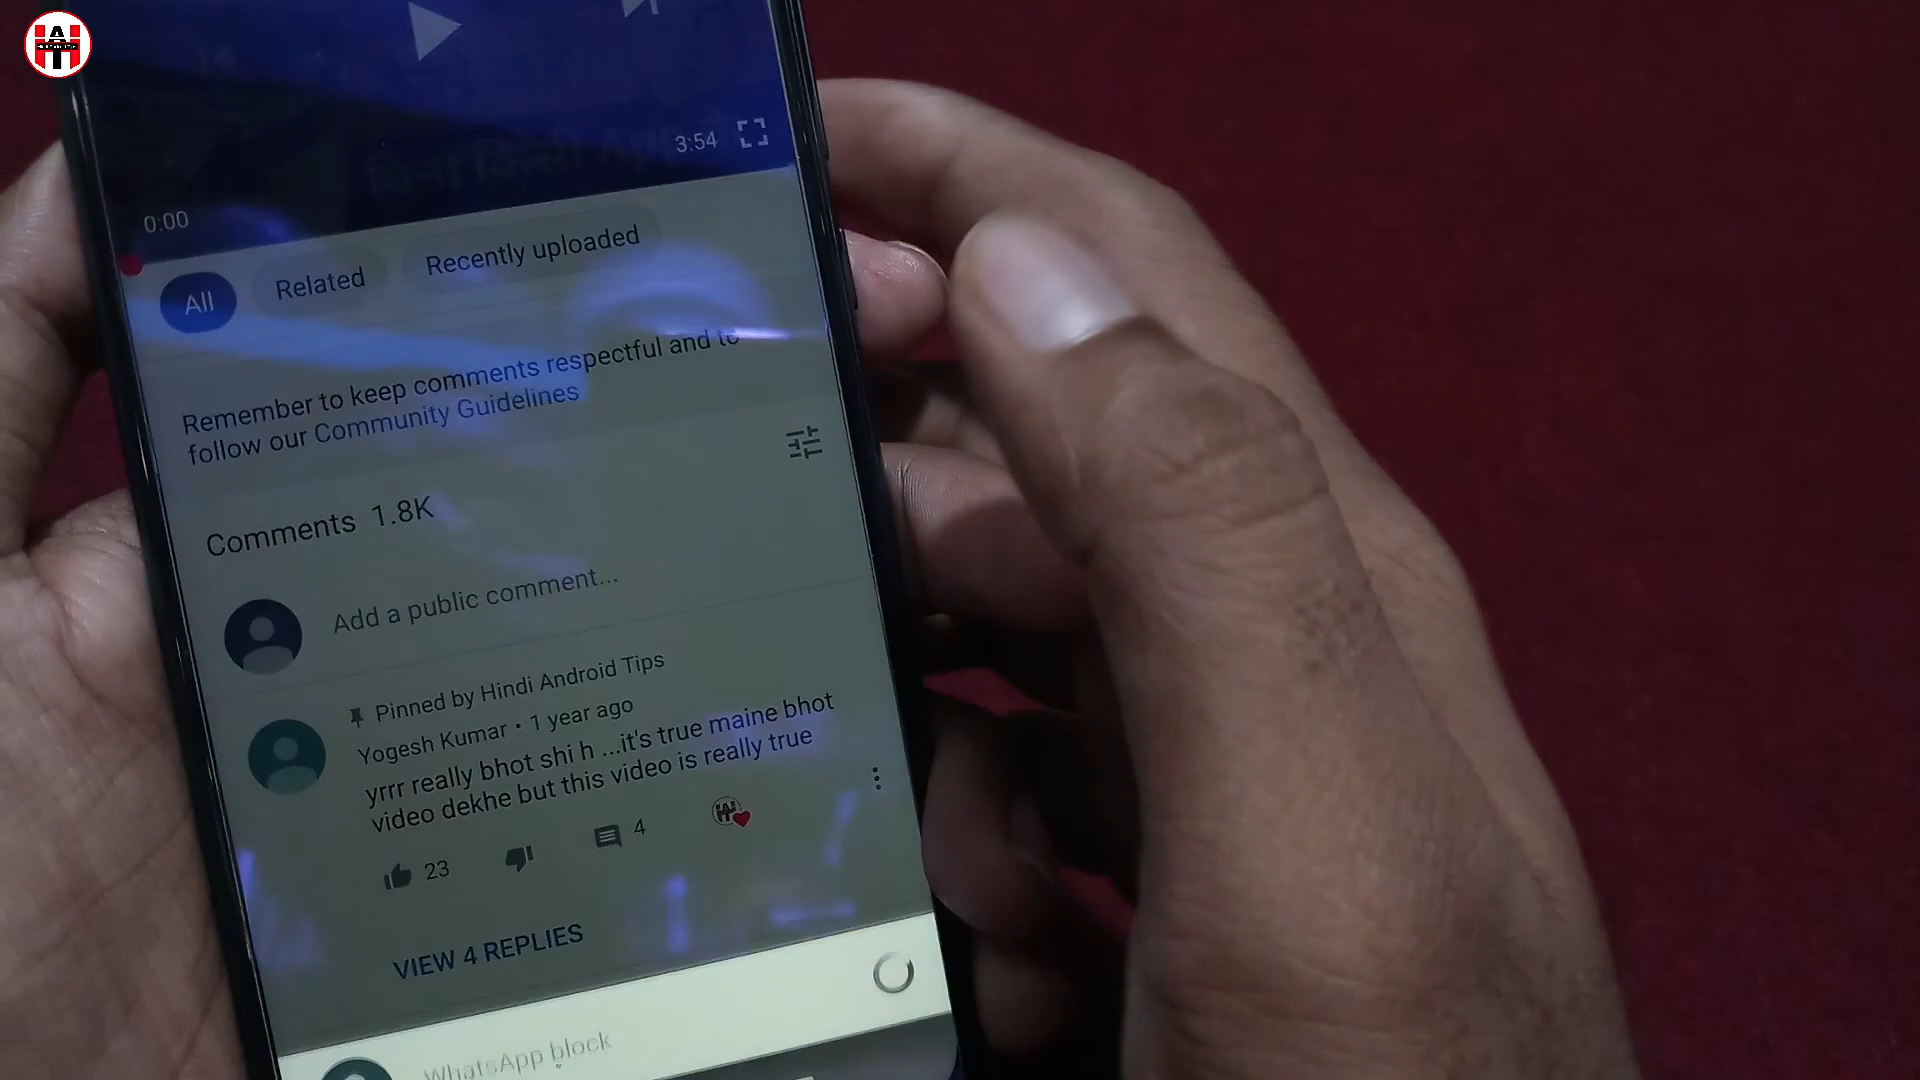 बिना किसी App
3:54
0:00
All
Related
Recently uploaded
Remember to keep comments respectful and to
follow our Community Guidelines
Comments 1.8K
Add a public comment...
Pinned by Hindi Android Tips
Yogesh Kumar • 1 year ago
yrrr really bhot shi h ...it's true maine bhot
video dekhe but this video is really true
23
4
VIEW 4 REPLIES
WhatsApp block